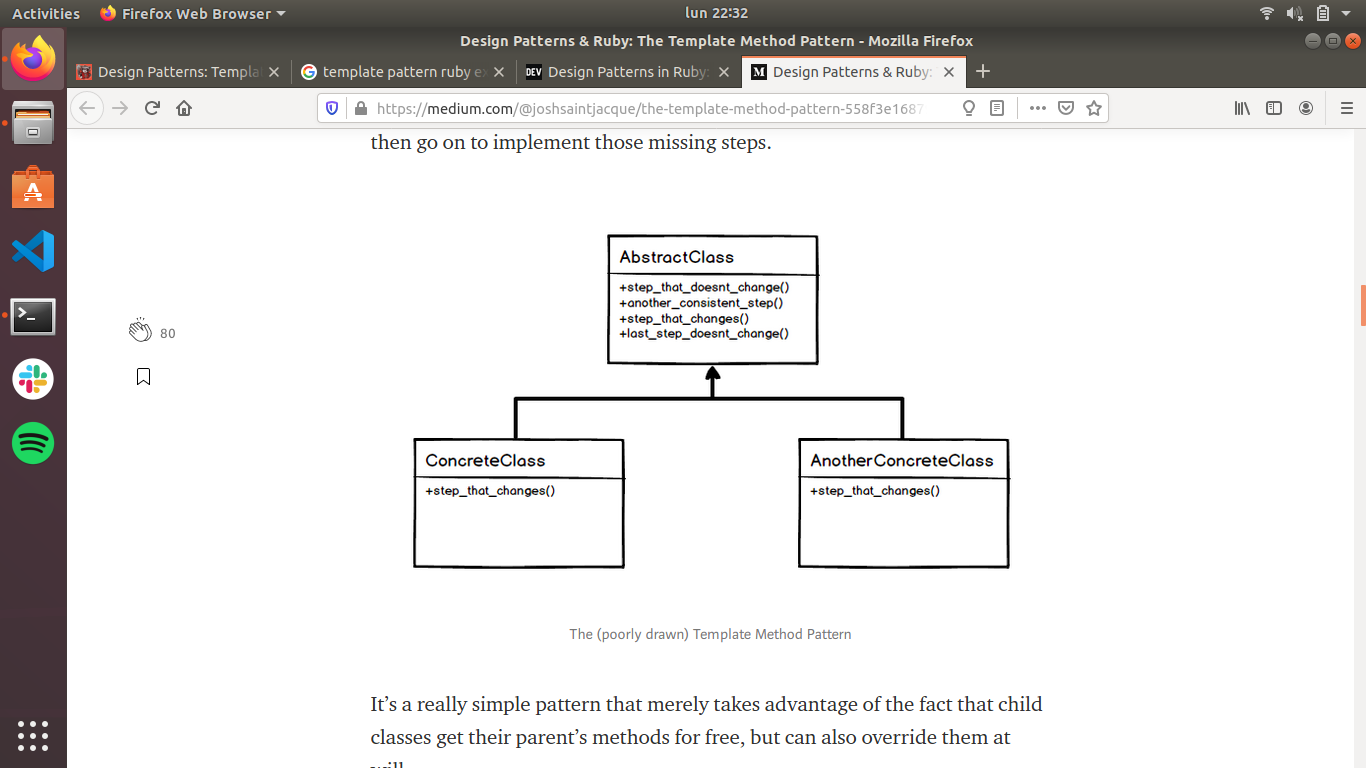 Activities
Firefox Web Browser
lun 22:32
Design Patterns & Ruby: The Template Method Pattern - Mozilla Firefox
Design Patterns: Templa
template pattern ruby ex
DEV
Design Patterns in Ruby:
M
Design Patterns & Ruby:
https://medium.com/@joshsaintjacque/the-template-method-pattern-558f3e1687
then go on to implement those missing steps.
AbstractClass
+step_that_doesnt_change()
+another_consistent_step()
+step_that_changes()
+last_step_doesnt_change()
80
ConcreteClass
+step_that_changes()
AnotherConcreteClass
+step_that_changes()
The (poorly drawn) Template Method Pattern
It’s a really simple pattern that merely takes advantage of the fact that child
classes get their parent’s methods for free, but can also override them at
will